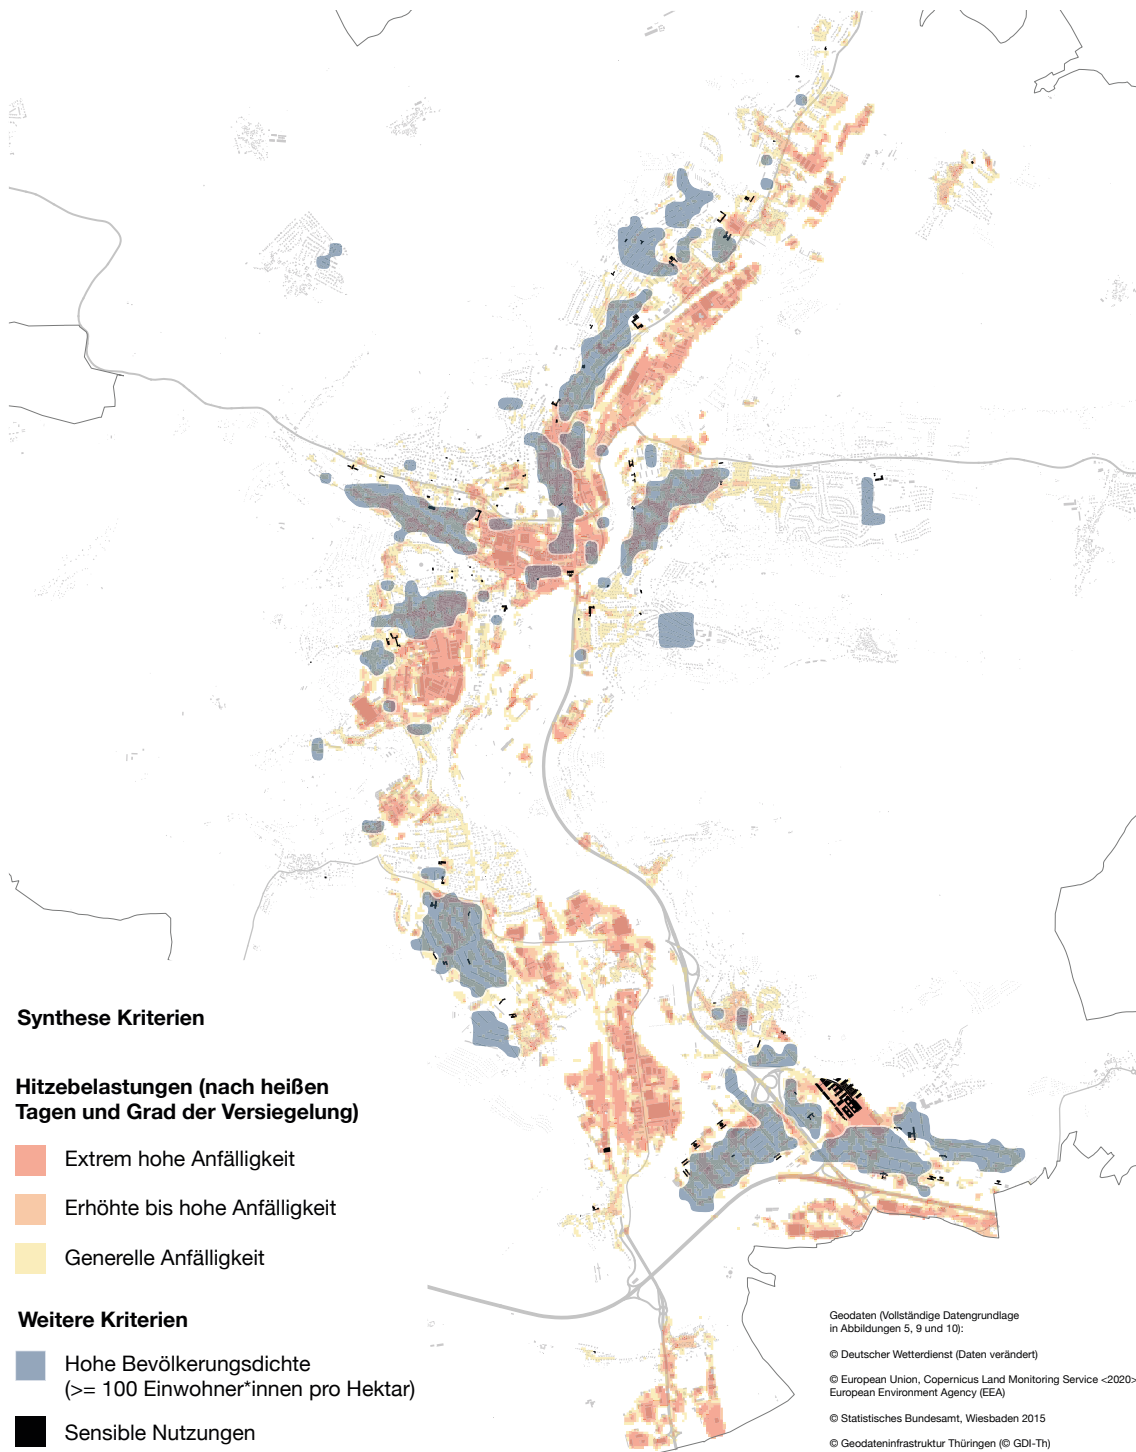 Synthese Kriterien
Hitzebelastungen (nach heißen
Tagen und Grad der Versiegelung)
Extrem hohe Anfälligkeit
Erhöhte bis hohe Anfälligkeit
Generelle Anfälligkeit
Weitere Kriterien
Hohe Bevölkerungsdichte
(>= 100 Einwohner*innen pro Hektar)
Sensible Nutzungen
Geodaten (Vollständige Datengrundlage
in Abbildungen 5, 9 und 10):
© Deutscher Wetterdienst (Daten verändert)
© European Union, Copernicus Land Monitoring Service <2020>
European Environment Agency (EEA)
© Statistisches Bundesamt, Wiesbaden 2015
© Geodateninfrastruktur Thüringen (© GDI-Th)